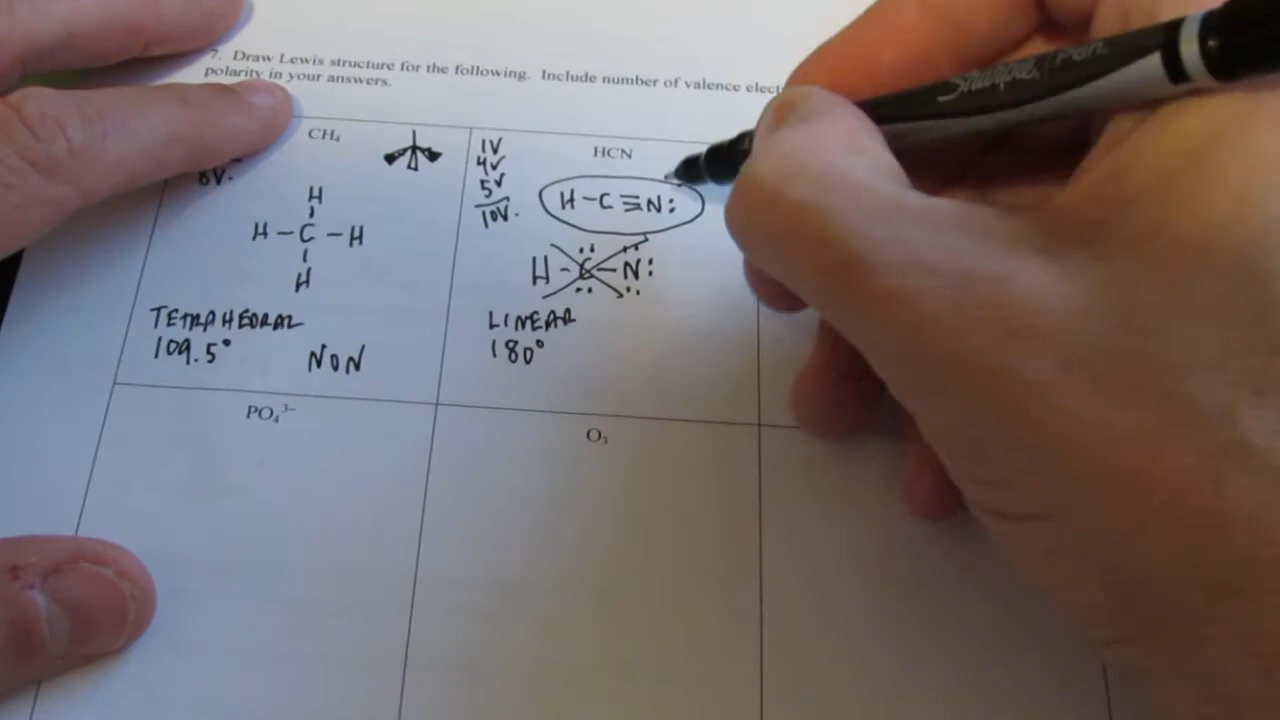 7. Draw Lewis structure for the following. Include number of valence elect
polarity in your answers.
CH₄
8V.
H
H - C - H
H
TETRAHEDRAL
109.5° NON
HCN
1V
4V
5V
10V.
H - C ≡ N:
H - C - N:
LINEAR
180°
PO₄³⁻
O₃
Sharpie Pen